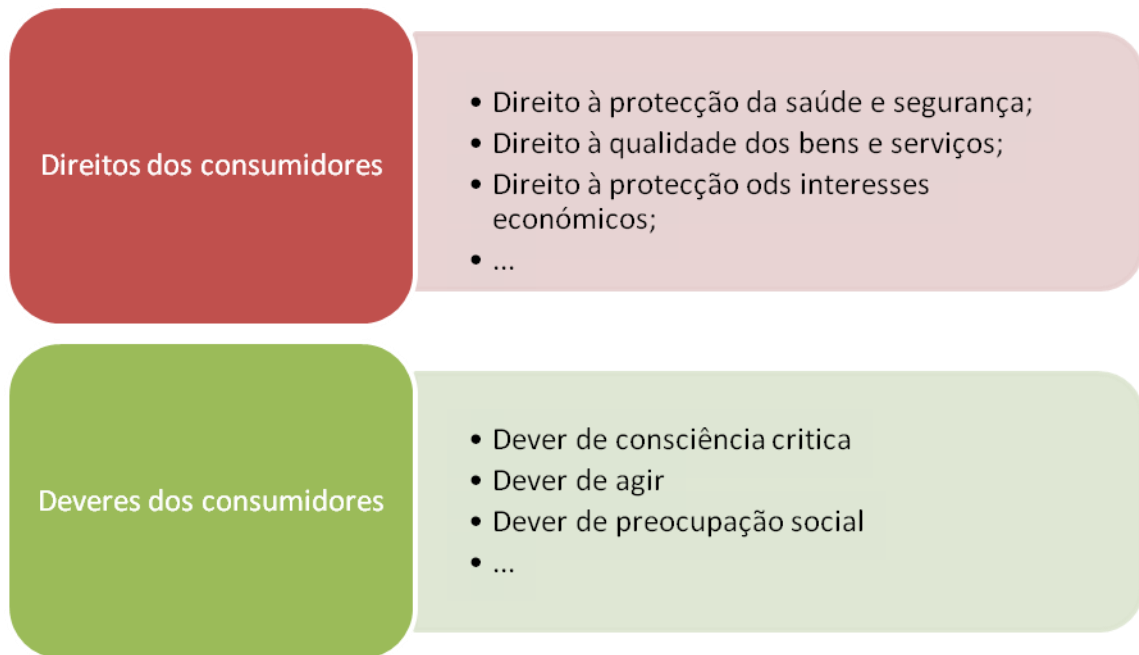 Direitos dos consumidores
• Direito à protecção da saúde e segurança;
• Direito à qualidade dos bens e serviços;
• Direito à protecção ods interesses
económicos;
• ...
Deveres dos consumidores
• Dever de consciência critica
• Dever de agir
• Dever de preocupação social
• ...